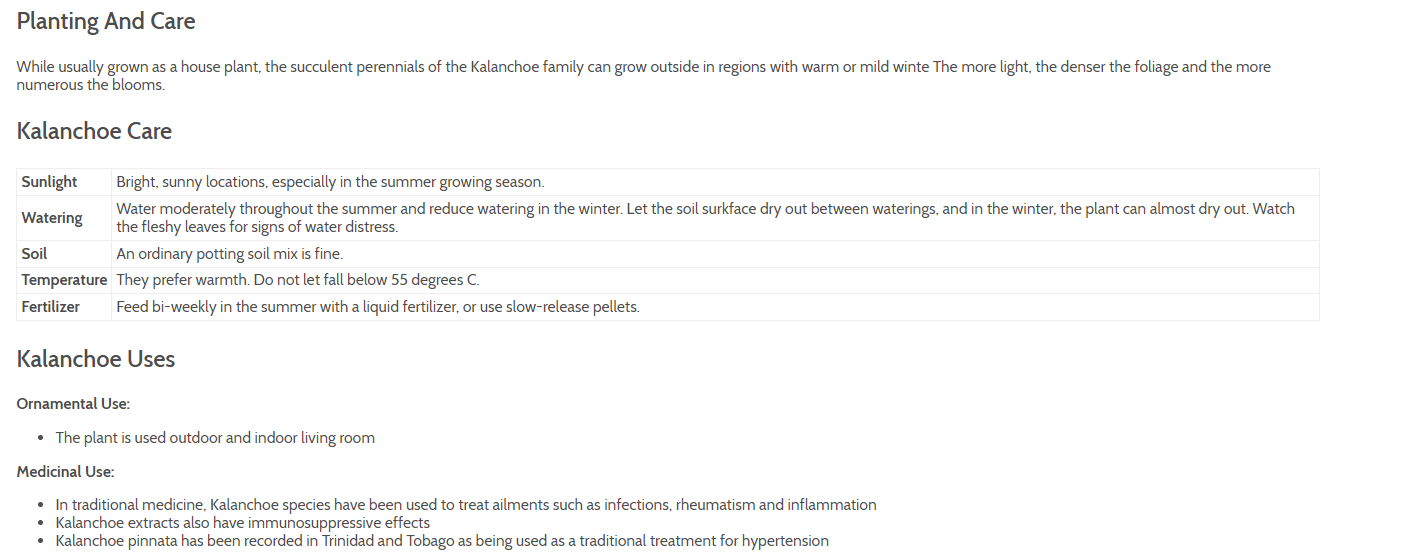 Planting And Care
While usually grown as a house plant, the succulent perennials of the Kalanchoe family can grow outside in regions with warm or mild winte The more light, the denser the foliage and the more
numerous the blooms.
Kalanchoe Care
Sunlight Bright, sunny locations, especially in the summer growing season.
Watering Water moderately throughout the summer and reduce watering in the winter. Let the soil surkface dry out between waterings, and in the winter, the plant can almost dry out. Watch
the fleshy leaves for signs of water distress.
Soil An ordinary potting soil mix is fine.
Temperature They prefer warmth. Do not let fall below 55 degrees C.
Fertilizer Feed bi-weekly in the summer with a liquid fertilizer, or use slow-release pellets.
Kalanchoe Uses
Ornamental Use:
• The plant is used outdoor and indoor living room
Medicinal Use:
• In traditional medicine, Kalanchoe species have been used to treat ailments such as infections, rheumatism and inflammation
• Kalanchoe extracts also have immunosuppressive effects
• Kalanchoe pinnata has been recorded in Trinidad and Tobago as being used as a traditional treatment for hypertension